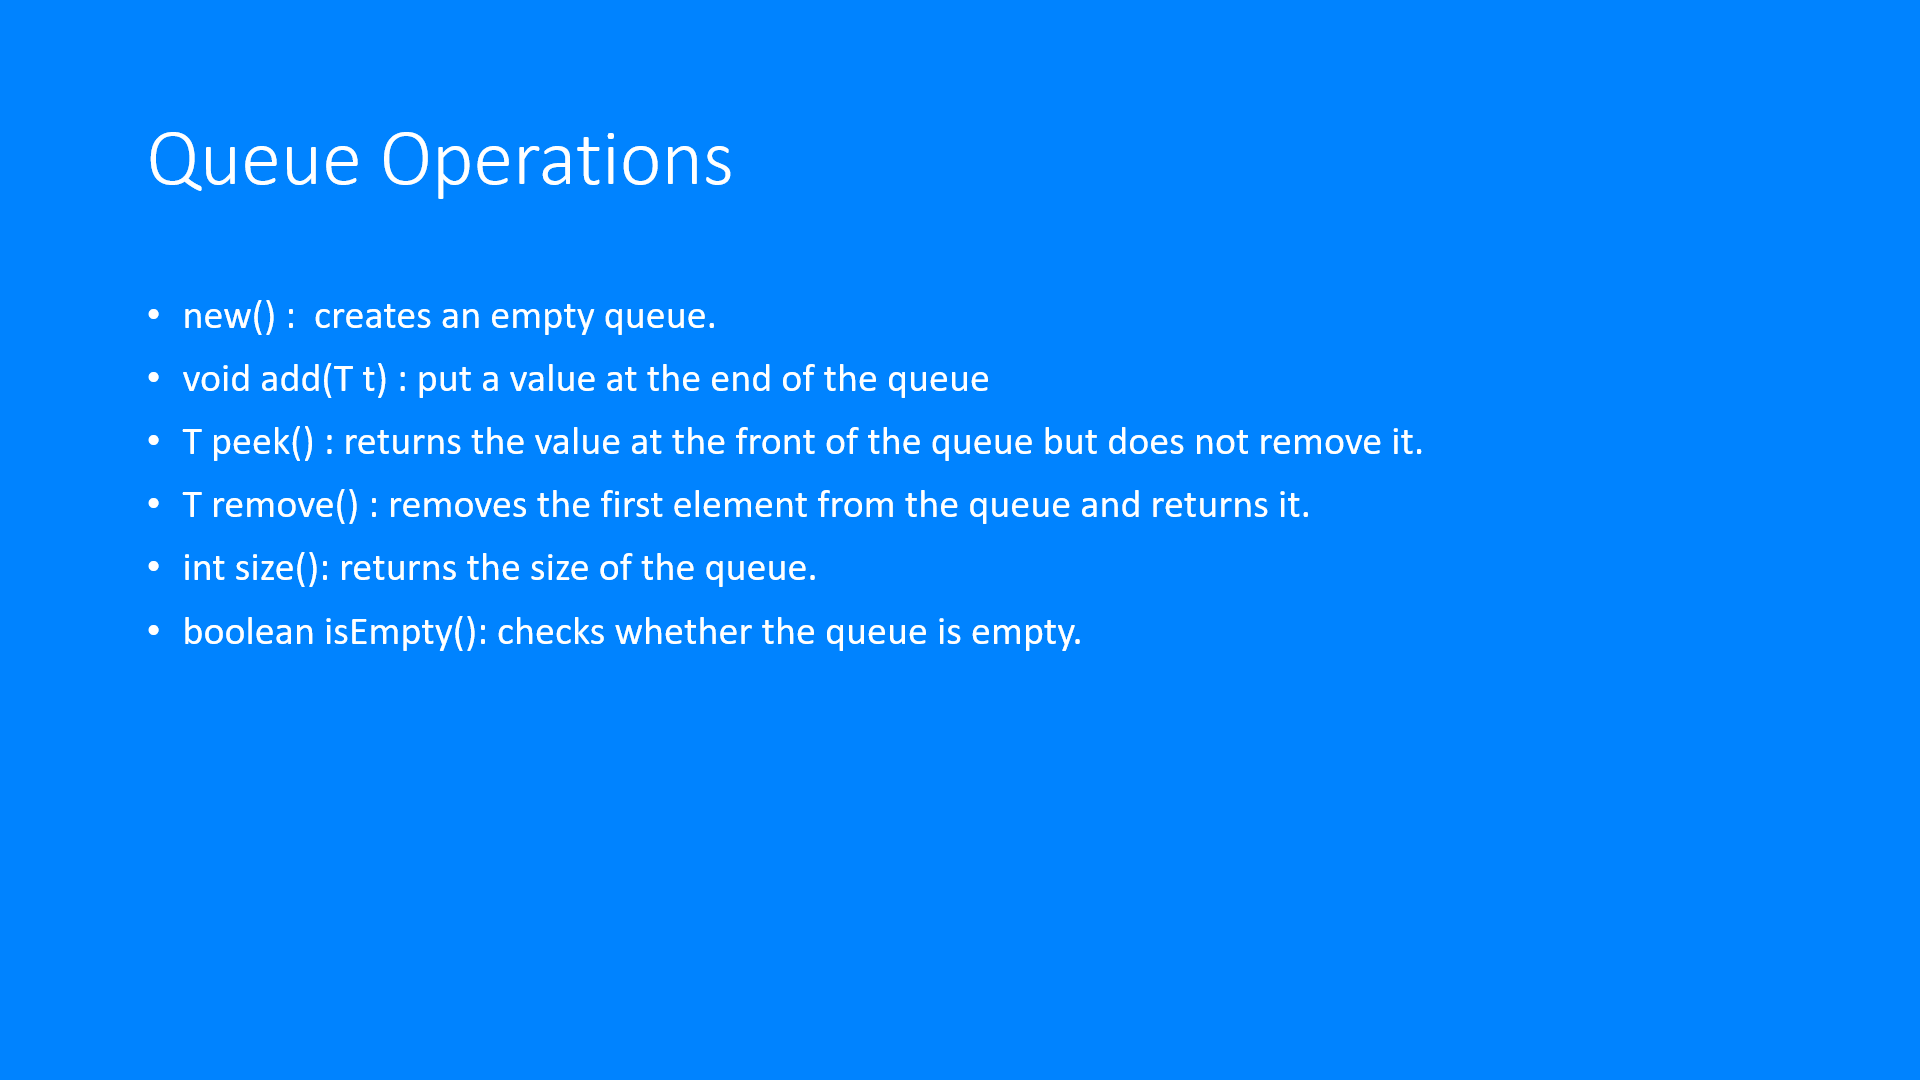 Queue Operations
• new() :  creates an empty queue.
• void add(T t) : put a value at the end of the queue
• T peek() : returns the value at the front of the queue but does not remove it.
• T remove() : removes the first element from the queue and returns it.
• int size(): returns the size of the queue.
• boolean isEmpty(): checks whether the queue is empty.